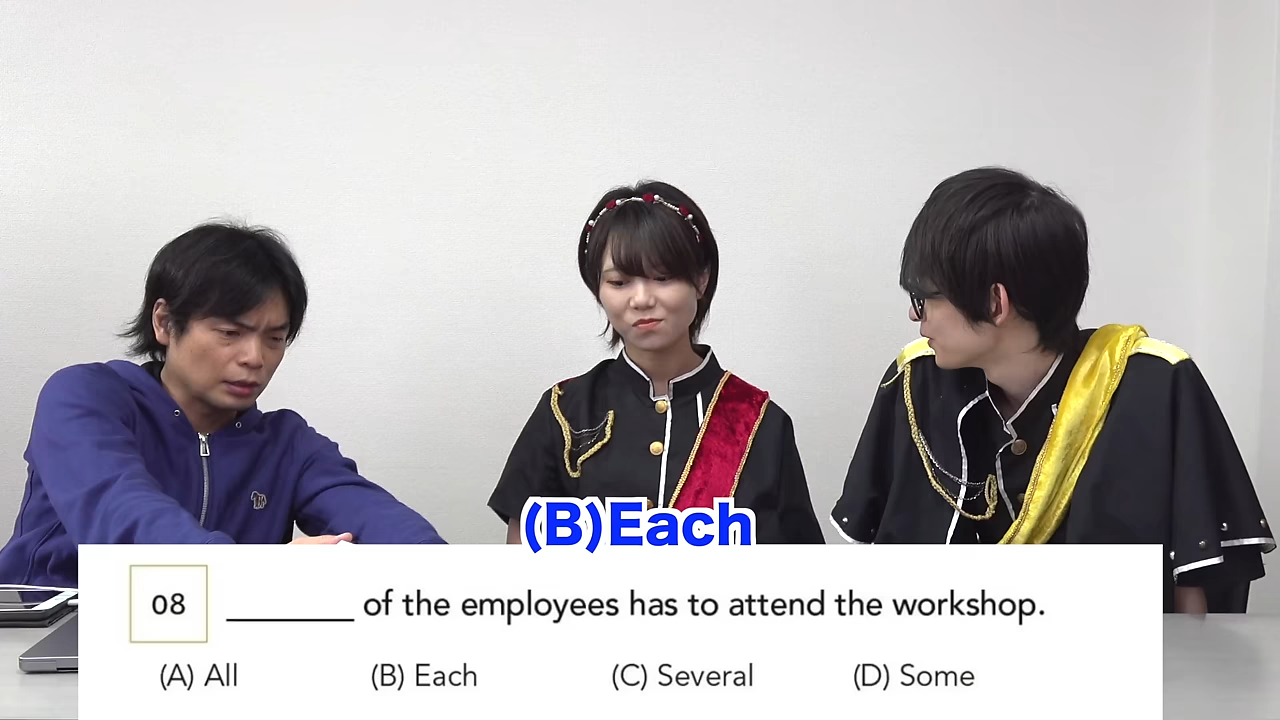 (B)Each
08 ________ of the employees has to attend the workshop.
(A) All (B) Each (C) Several (D) Some